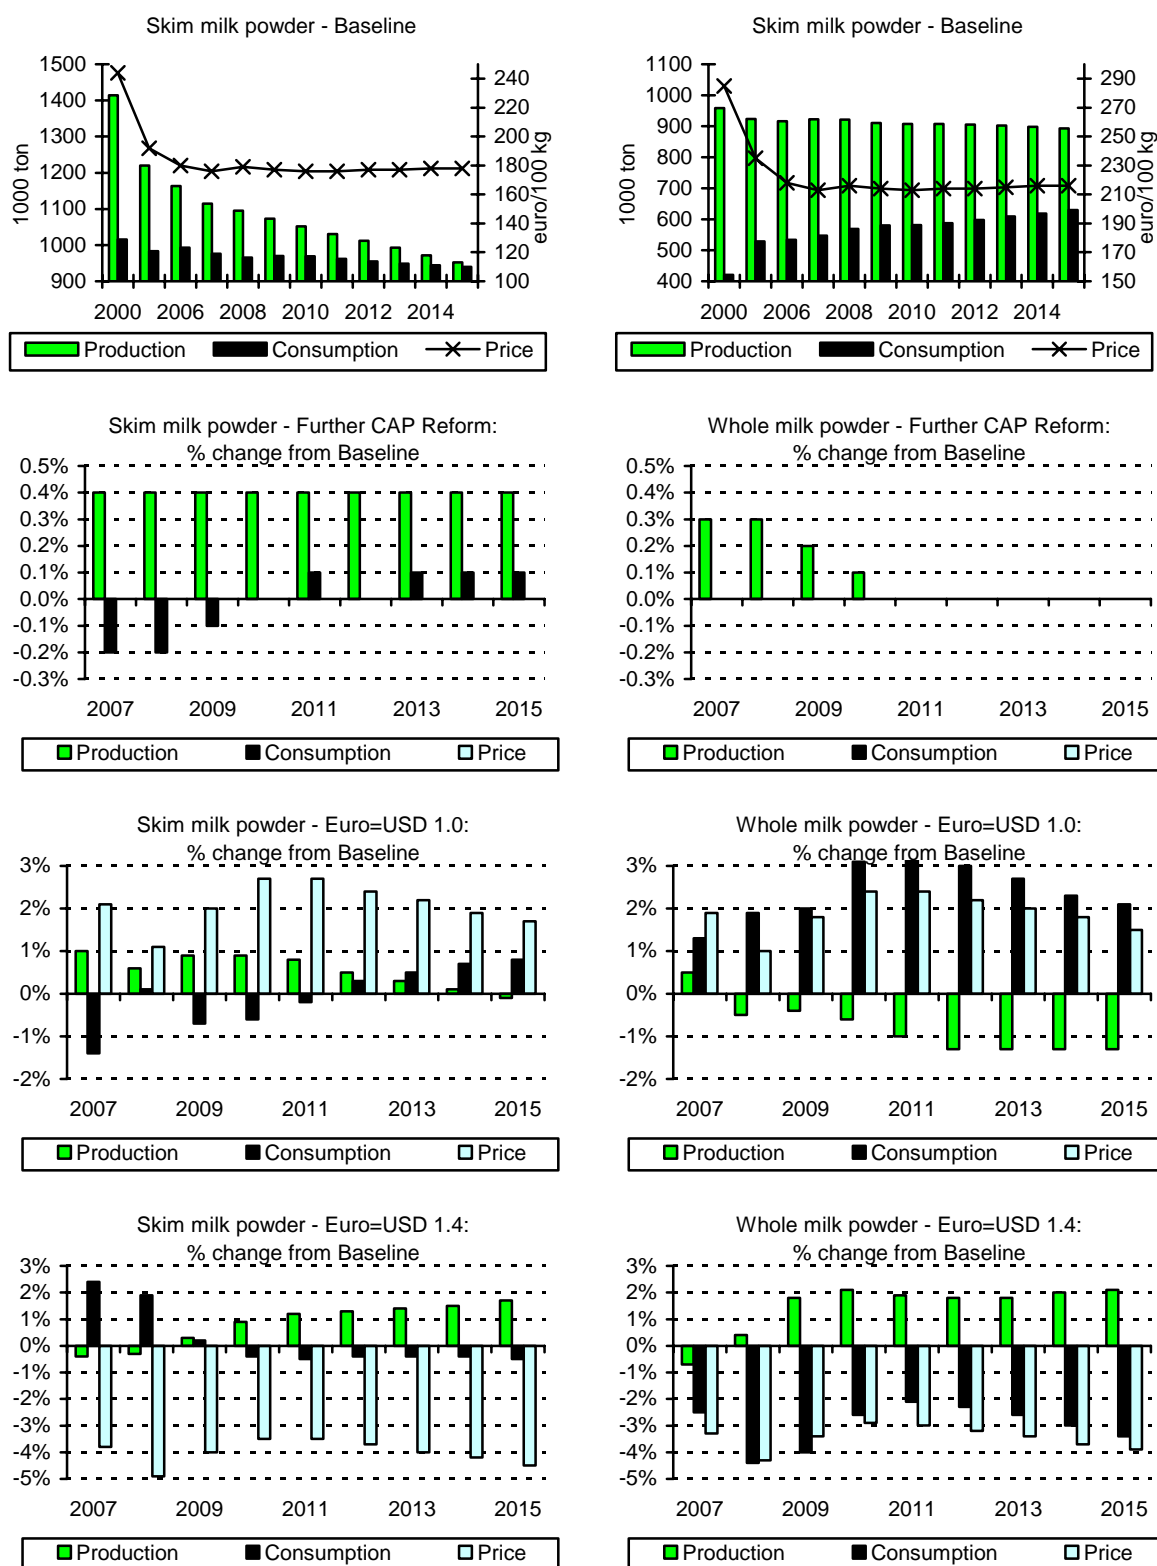 Skim milk powder - Baseline
1500
1400
1300
1200
1100
1000
900
1000 ton
240
220
200
180
160
140
120
100
euro/100 kg
2000 2006 2008 2010 2012 2014
Production Consumption Price
Skim milk powder - Baseline
1100
1000
900
800
700
600
500
400
1000 ton
290
270
250
230
210
190
170
150
euro/100 kg
2000 2006 2008 2010 2012 2014
Production Consumption Price
Skim milk powder - Further CAP Reform:
% change from Baseline
0.5%
0.4%
0.3%
0.2%
0.1%
0.0%
-0.1%
-0.2%
-0.3%
2007 2009 2011 2013 2015
Production Consumption Price
Whole milk powder - Further CAP Reform:
% change from Baseline
0.5%
0.4%
0.3%
0.2%
0.1%
0.0%
-0.1%
-0.2%
-0.3%
2007 2009 2011 2013 2015
Production Consumption Price
Skim milk powder - Euro=USD 1.0:
% change from Baseline
3%
2%
1%
0%
-1%
-2%
2007 2009 2011 2013 2015
Production Consumption Price
Whole milk powder - Euro=USD 1.0:
% change from Baseline
3%
2%
1%
0%
-1%
-2%
2007 2009 2011 2013 2015
Production Consumption Price
Skim milk powder - Euro=USD 1.4:
% change from Baseline
3%
2%
1%
0%
-1%
-2%
-3%
-4%
-5%
2007 2009 2011 2013 2015
Production Consumption Price
Whole milk powder - Euro=USD 1.4:
% change from Baseline
3%
2%
1%
0%
-1%
-2%
-3%
-4%
-5%
2007 2009 2011 2013 2015
Production Consumption Price